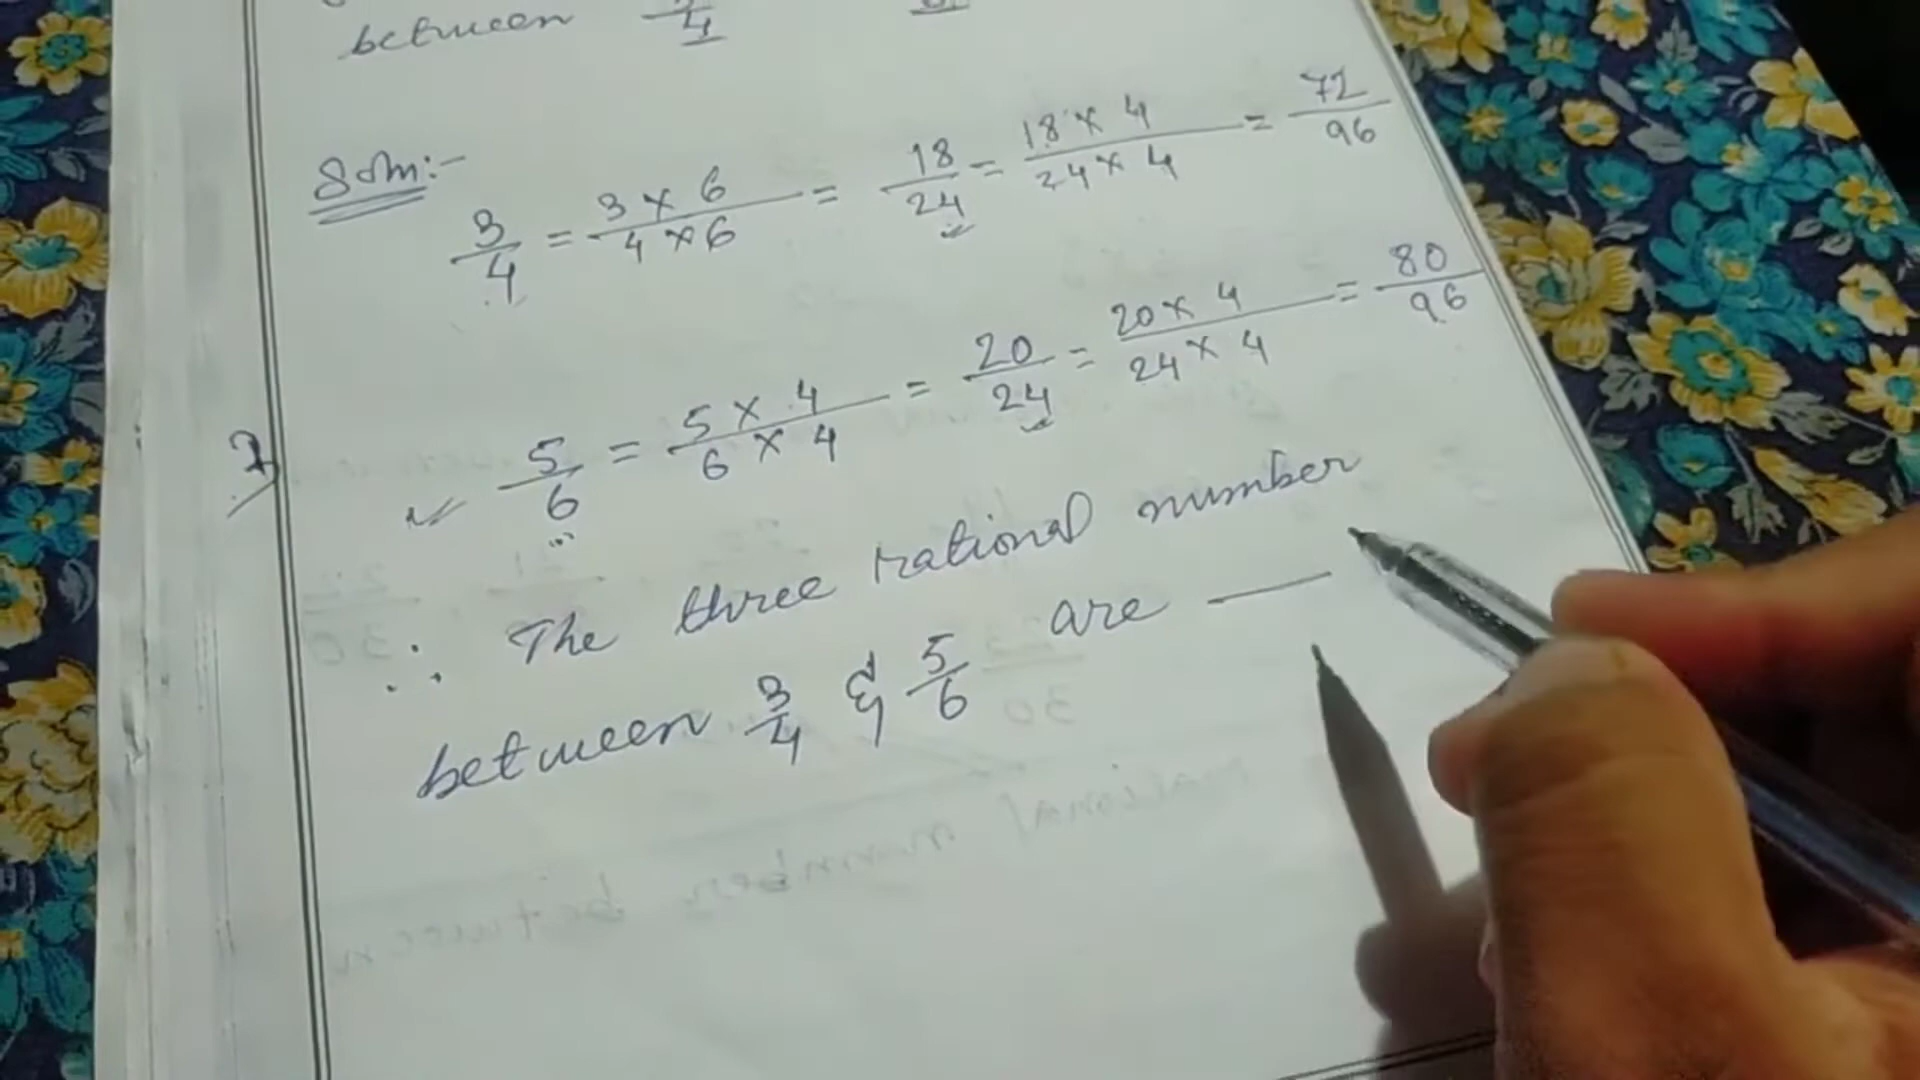 between 3/4
Som:-
3/4 = 3 x 6 / 4 x 6 = 18/24 = 18 x 4 / 24 x 4 = 72/96
5/6 = 5 x 4 / 6 x 4 = 20/24 = 20 x 4 / 24 x 4 = 80/96
∴ The three rational number
between 3/4 & 5/6 are —